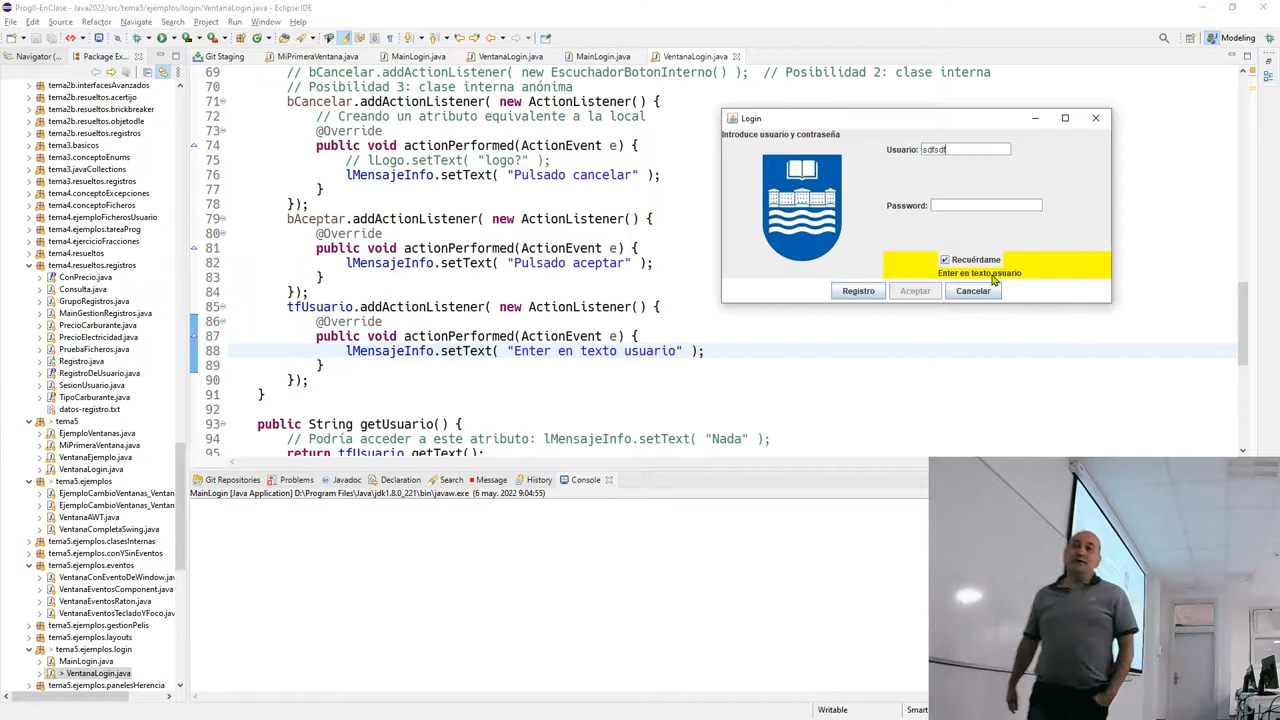 ProgII-EnClase - Java2022/src/tema5/ejemplos/login/VentanaLogin.java - Eclipse IDE
File Edit Source Refactor Navigate Search Project Run Window Help
Modeling
Navigator (... Package Exp...
Git Staging MiPrimeraVentana.java MainLogin.java VentanaLogin.java MainLogin.java VentanaLogin.java
tema2b.interfacesAvanzados
tema2b.resueltos.acertijo
tema2b.resueltos.brickbreaker
tema2b.resueltos.objetodle
tema2b.resueltos.registros
tema3.basicos
tema3.conceptoEnums
tema3.javaCollections
tema3.resueltos.registros
tema4.conceptoExcepciones
tema4.conceptoFicheros
tema4.ejemploFicherosUsuario
tema4.ejemplos.tareaProg
tema4.ejercicioFracciones
tema4.resueltos.registros
ConPrecio.java
Consulta.java
GrupoRegistros.java
MainGestionRegistros.java
PrecioCarburante.java
PrecioElectricidad.java
PruebaFicheros.java
Registro.java
RegistroDeUsuario.java
SesionUsuario.java
TipoCarburante.java
datos-registro.txt
> tema5
EjemploVentanas.java
MiPrimeraVentana.java
VentanaEjemplo.java
VentanaLogin.java
> tema5.ejemplos
EjemploCambioVentanas_Ventan
EjemploCambioVentanas_Ventan
VentanaAWT.java
VentanaCompletaSwing.java
tema5.ejemplos.clasesInternas
tema5.ejemplos.conYSinEventos
tema5.ejemplos.eventos
VentanaConEventoDeWindow.jav
VentanaEventosComponent.java
VentanaEventosRaton.java
VentanaEventosTecladoYFoco.java
tema5.ejemplos.gestionPelis
tema5.ejemplos.layouts
> tema5.ejemplos.login
MainLogin.java
> VentanaLogin.java
tema5.ejemplos.panelesHerencia
69 // bCancelar.addActionListener( new EscuchadorBotonInterno() ); // Posibilidad 2: clase interna
70 // Posibilidad 3: clase interna anónima
71 bCancelar.addActionListener( new ActionListener() {
72 // Creando un atributo equivalente a la local
73 @Override
74 public void actionPerformed(ActionEvent e) {
75 // lLogo.setText( "logo?" );
76 lMensajeInfo.setText( "Pulsado cancelar" );
77 }
78 });
79 bAceptar.addActionListener( new ActionListener() {
80 @Override
81 public void actionPerformed(ActionEvent e) {
82 lMensajeInfo.setText( "Pulsado aceptar" );
83 }
84 });
85 tfUsuario.addActionListener( new ActionListener() {
86 @Override
87 public void actionPerformed(ActionEvent e) {
88 lMensajeInfo.setText( "Enter en texto usuario" );
89 }
90 });
91 }
92
93 public String getUsuario() {
94 // Podría acceder a este atributo: lMensajeInfo.setText( "Nada" );
95 return tfUsuario.getText();
Login
Introduce usuario y contraseña
Usuario: sdfsdf
Password:
Recuérdame
Enter en texto usuario
Registro Aceptar Cancelar
Git Repositories Problems Javadoc Declaration Search Message History Console
MainLogin [Java Application] D:\Program Files\Java\jdk1.8.0_221\bin\javaw.exe (6 may. 2022 9:04:55)
Writable Smart